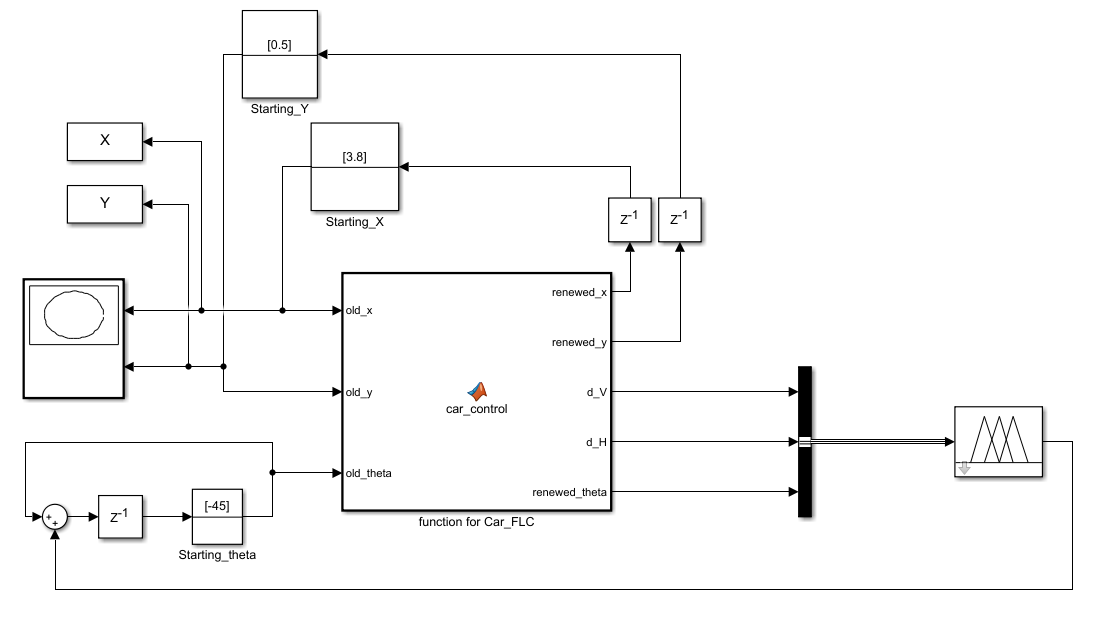 [0.5]
Starting_Y
X
[3.8]
Y
Starting_X
Z-1
Z-1
renewed_x
old_x
renewed_y
old_y
d_V
car_control
d_H
old_theta
renewed_theta
function for Car_FLC
+
+
Z-1
[-45]
Starting_theta